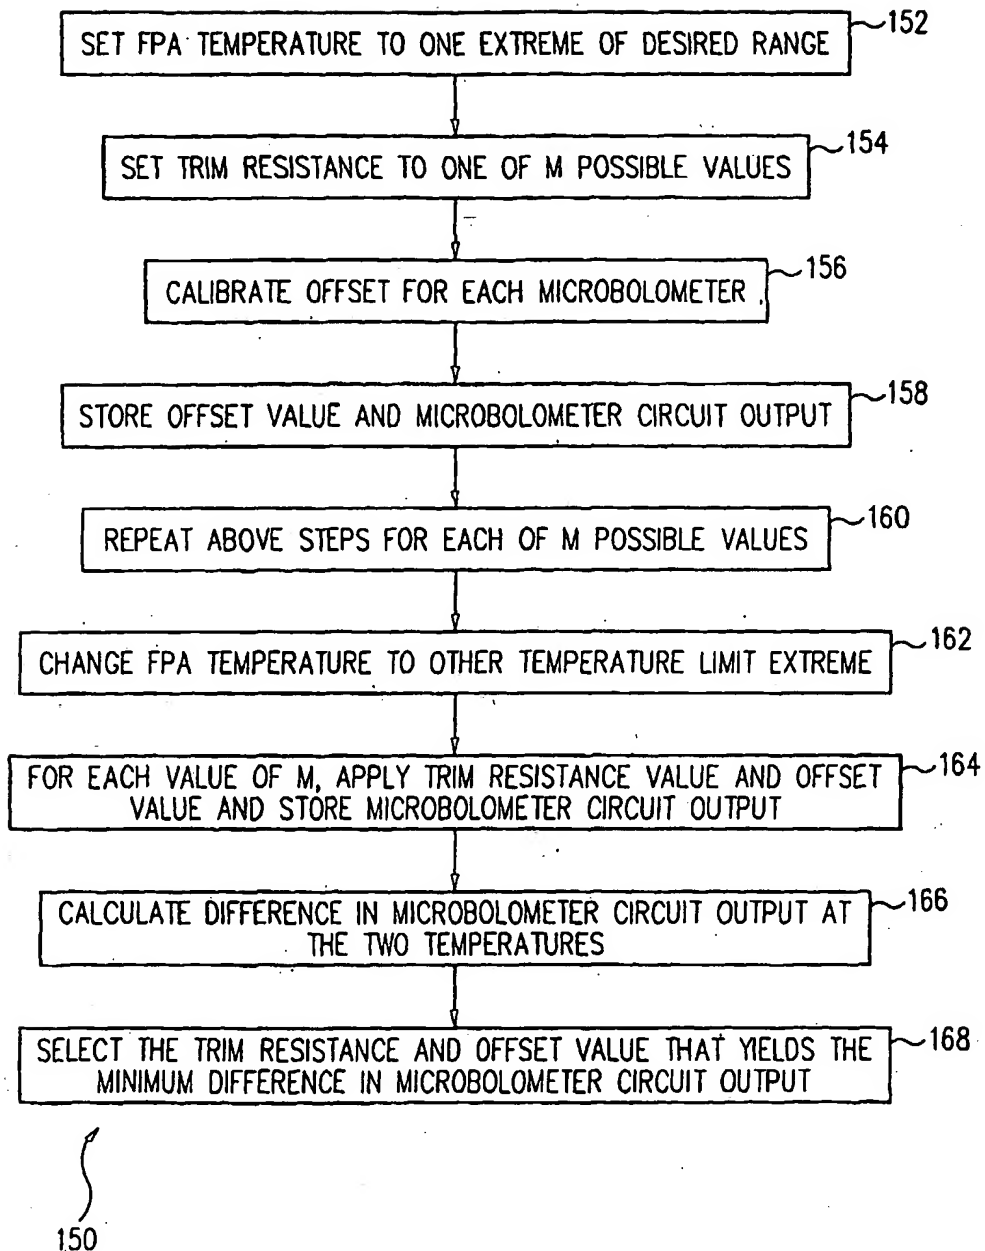 SET FPA TEMPERATURE TO ONE EXTREME OF DESIRED RANGE
152
SET TRIM RESISTANCE TO ONE OF M POSSIBLE VALUES
154
CALIBRATE OFFSET FOR EACH MICROBOLOMETER
156
STORE OFFSET VALUE AND MICROBOLOMETER CIRCUIT OUTPUT
158
REPEAT ABOVE STEPS FOR EACH OF M POSSIBLE VALUES
160
CHANGE FPA TEMPERATURE TO OTHER TEMPERATURE LIMIT EXTREME
162
FOR EACH VALUE OF M, APPLY TRIM RESISTANCE VALUE AND OFFSET
VALUE AND STORE MICROBOLOMETER CIRCUIT OUTPUT
164
CALCULATE DIFFERENCE IN MICROBOLOMETER CIRCUIT OUTPUT AT
THE TWO TEMPERATURES
166
SELECT THE TRIM RESISTANCE AND OFFSET VALUE THAT YIELDS THE
MINIMUM DIFFERENCE IN MICROBOLOMETER CIRCUIT OUTPUT
168
150